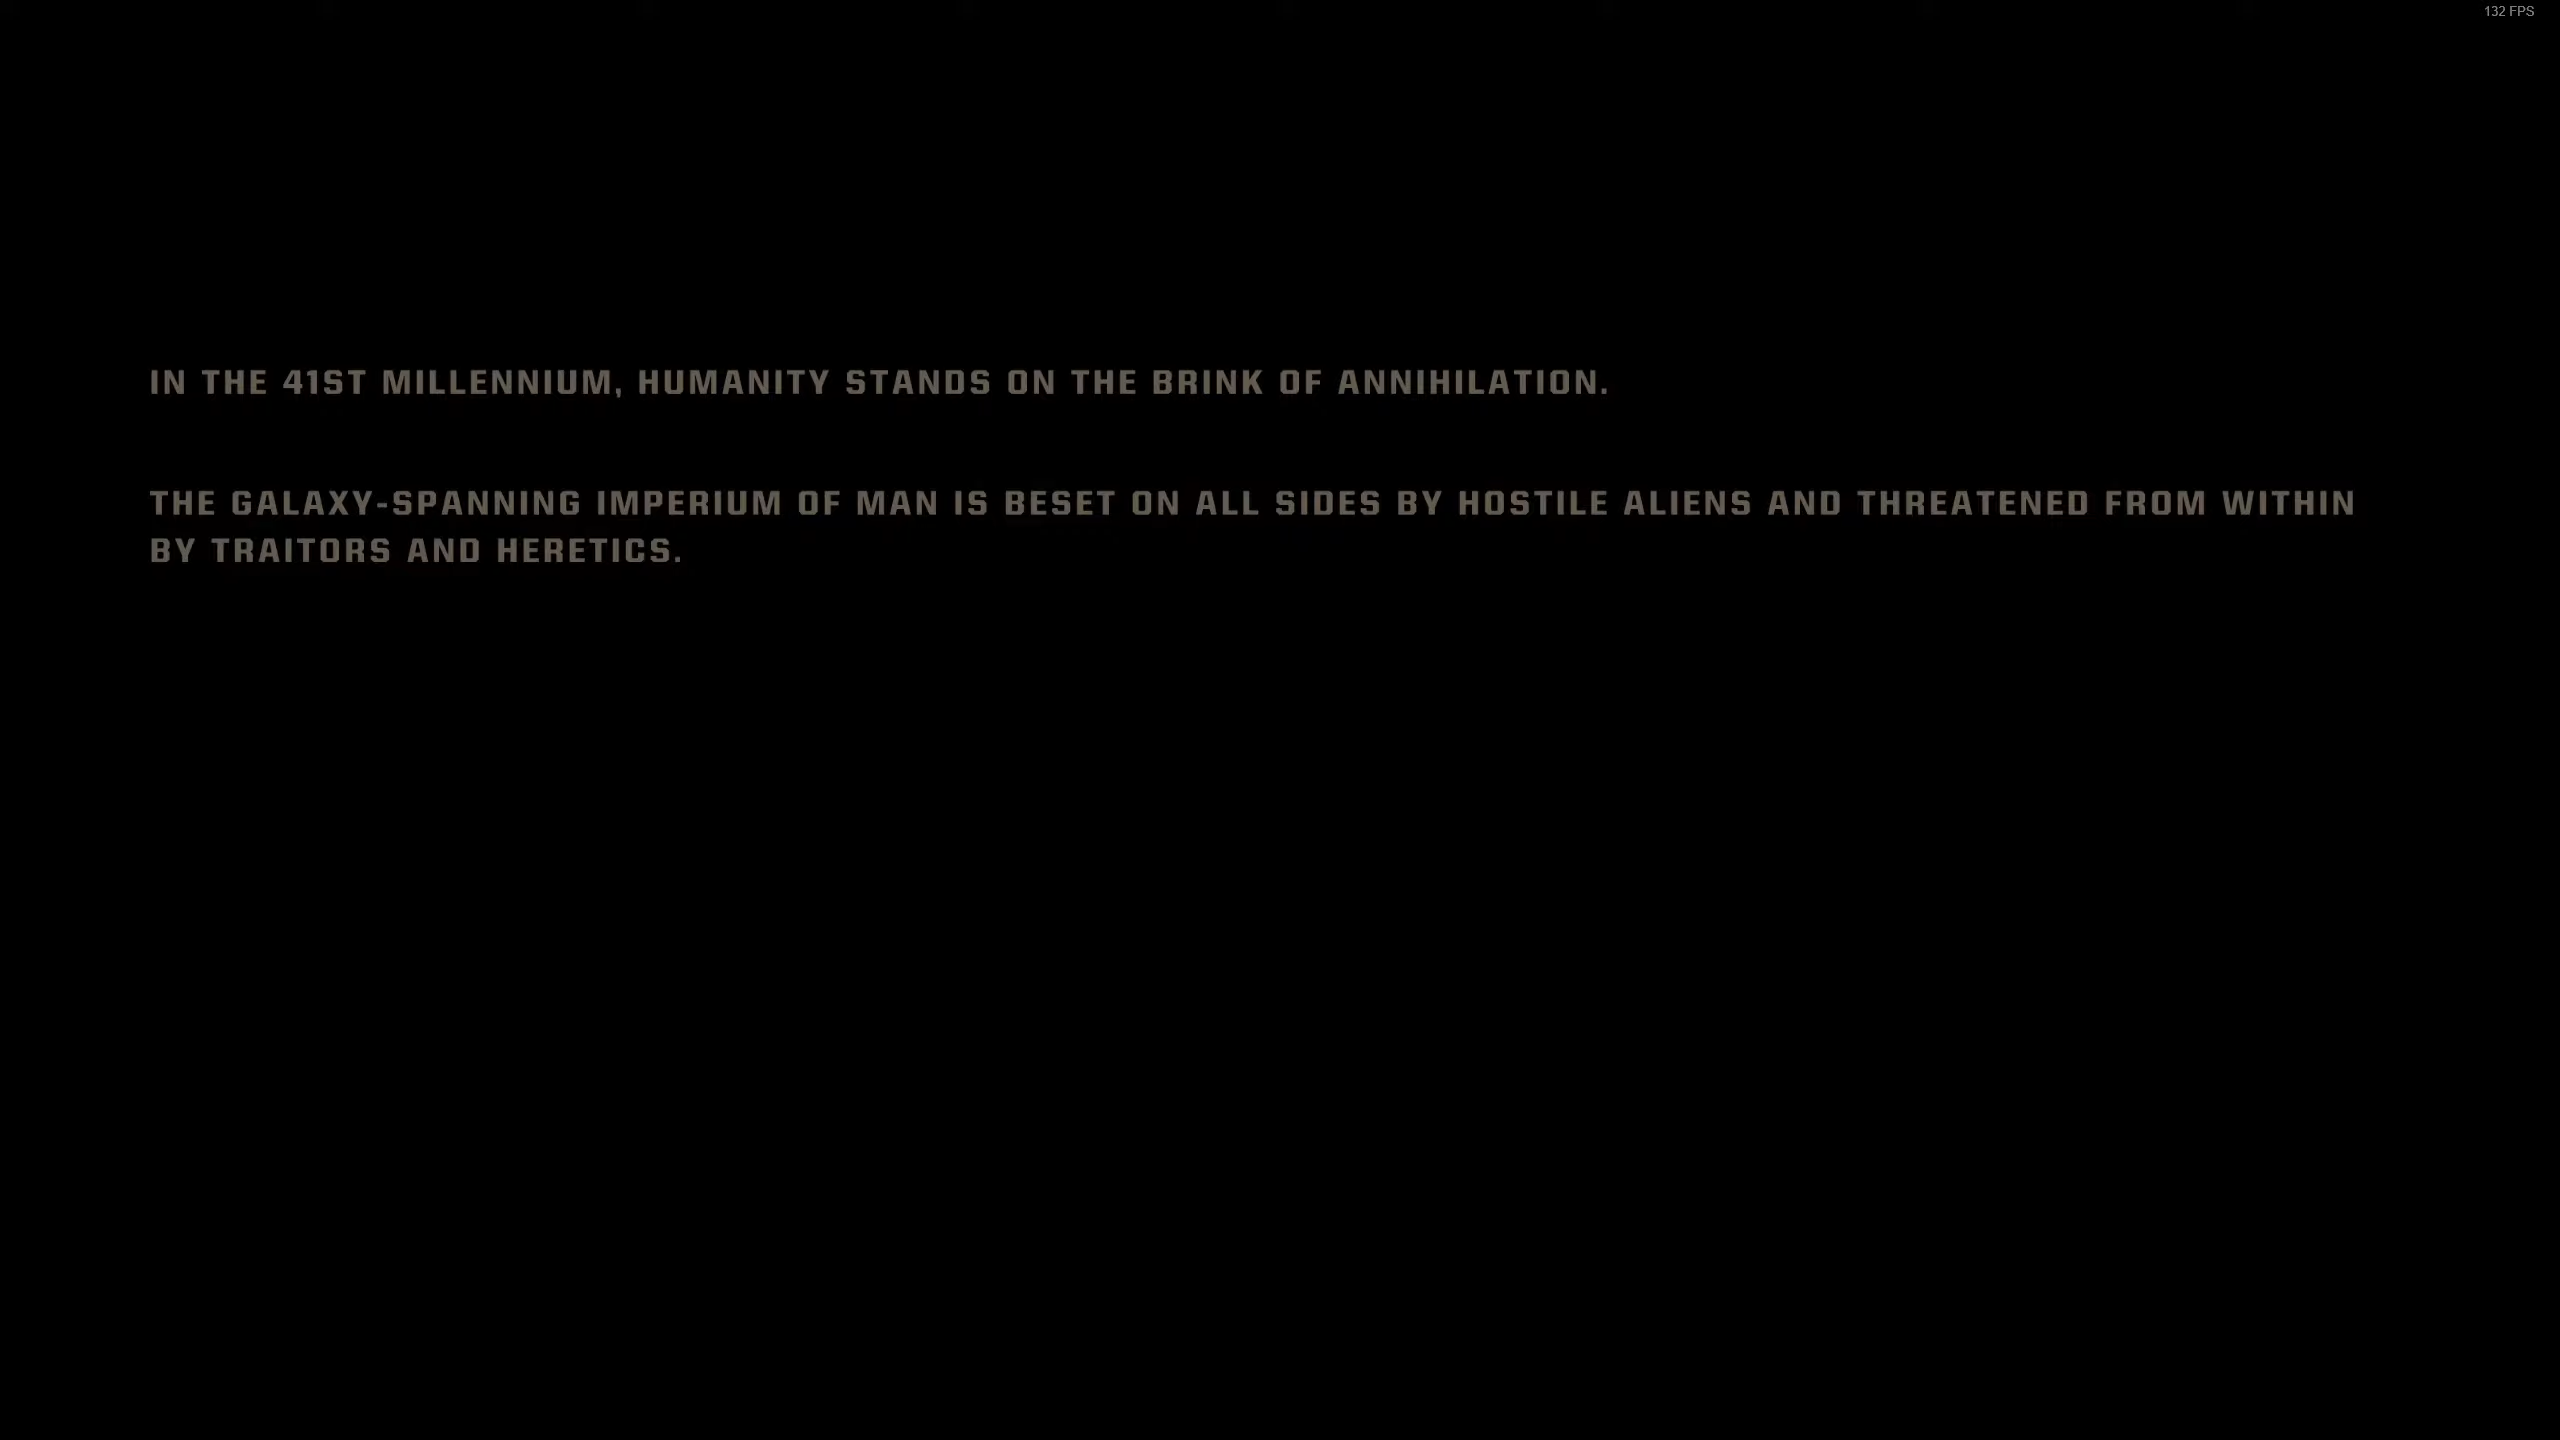 132 FPS
IN THE 41ST MILLENNIUM, HUMANITY STANDS ON THE BRINK OF ANNIHILATION.
THE GALAXY-SPANNING IMPERIUM OF MAN IS BESET ON ALL SIDES BY HOSTILE ALIENS AND THREATENED FROM WITHIN
BY TRAITORS AND HERETICS.